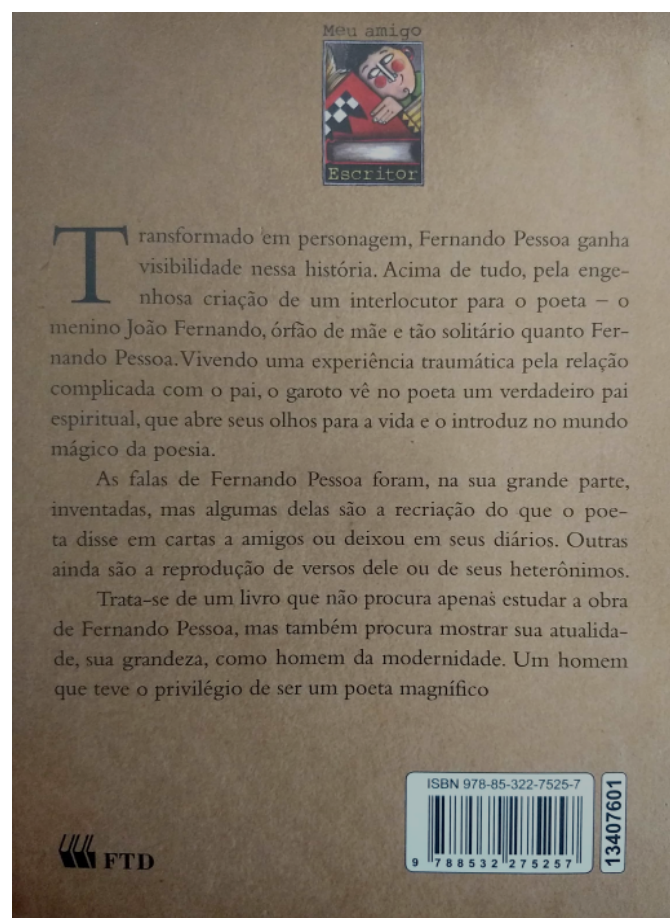 Meu amigo
Escritor
Transformado em personagem, Fernando Pessoa ganha
visibilidade nessa história. Acima de tudo, pela enge-
nhosa criação de um interlocutor para o poeta – o
menino João Fernando, órfão de mãe e tão solitário quanto Fer-
nando Pessoa. Vivendo uma experiência traumática pela relação
complicada com o pai, o garoto vê no poeta um verdadeiro pai
espiritual, que abre seus olhos para a vida e o introduz no mundo
mágico da poesia.
As falas de Fernando Pessoa foram, na sua grande parte,
inventadas, mas algumas delas são a recriação do que o poe-
ta disse em cartas a amigos ou deixou em seus diários. Outras
ainda são a reprodução de versos dele ou de seus heterônimos.
Trata-se de um livro que não procura apenas estudar a obra
de Fernando Pessoa, mas também procura mostrar sua atualida-
de, sua grandeza, como homem da modernidade. Um homem
que teve o privilégio de ser um poeta magnífico
ISBN 978-85-322-7525-7
9 788532 275257
13407601
FTD